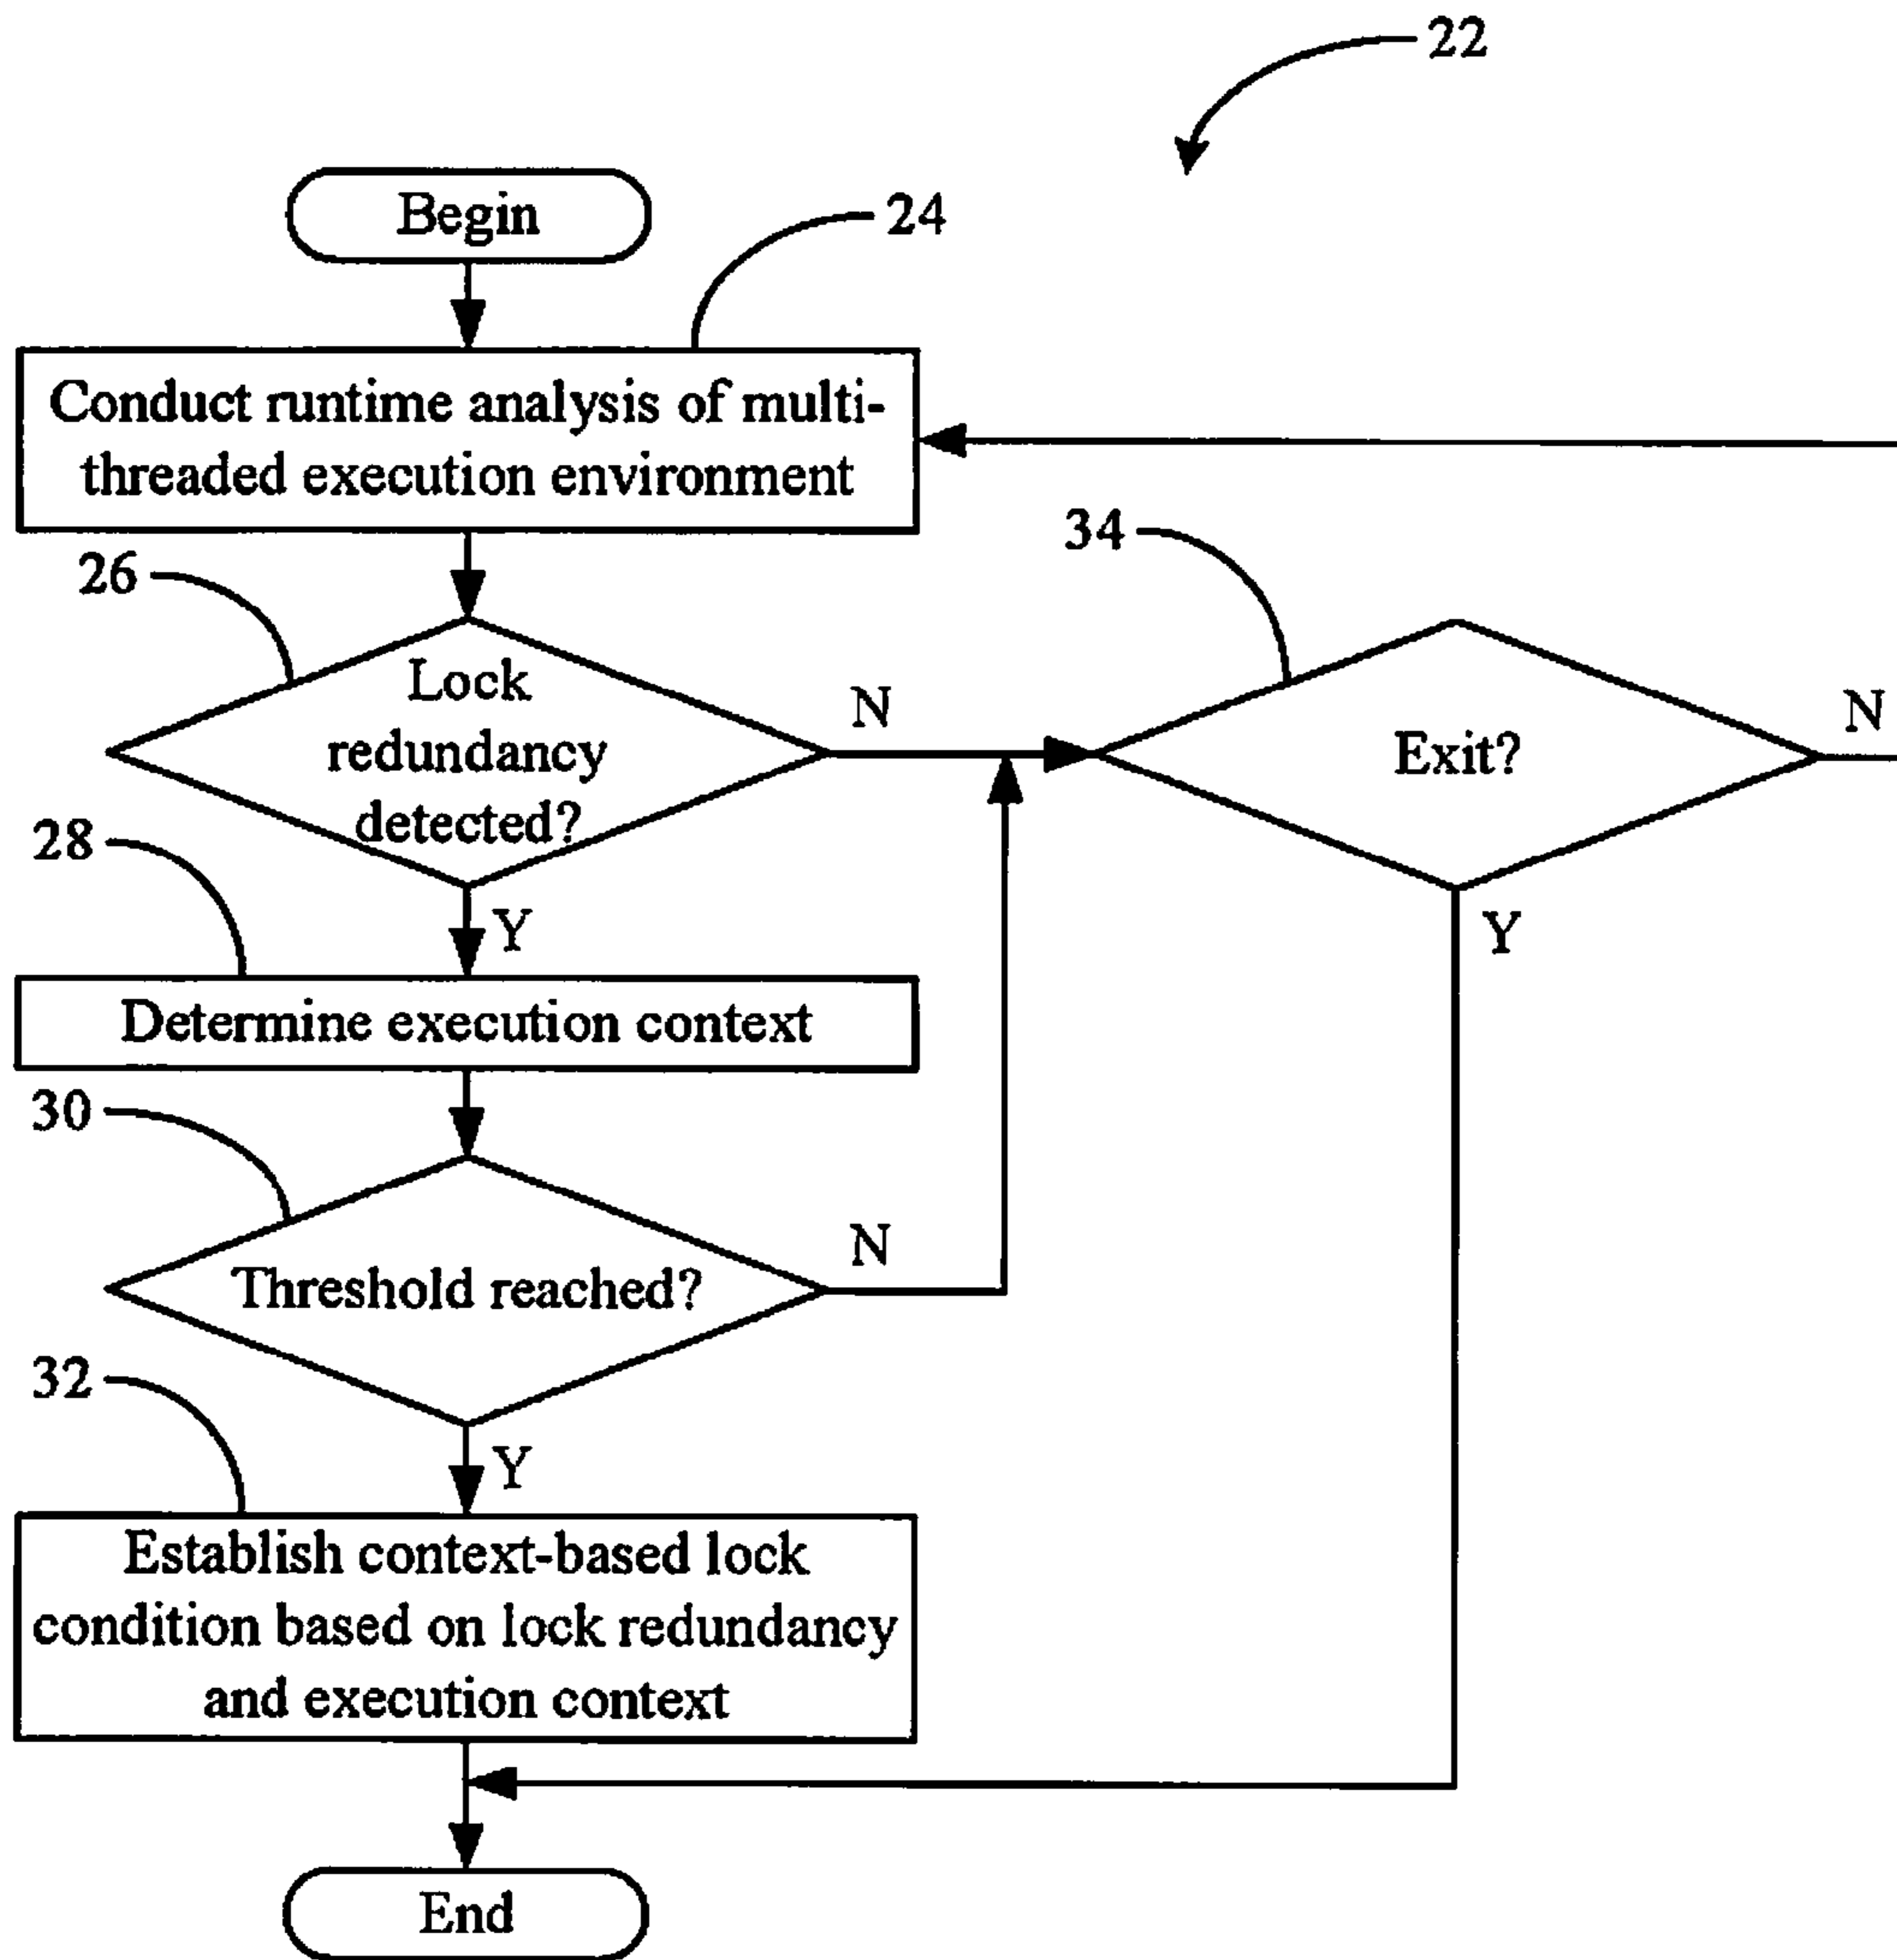 22
Begin
24
Conduct runtime analysis of multi-
threaded execution environment
26
34
Lock
redundancy
detected?
N
Exit?
N
28
Y
Y
Determine execution context
30
Threshold reached?
N
32
Y
Establish context-based lock
condition based on lock redundancy
and execution context
End